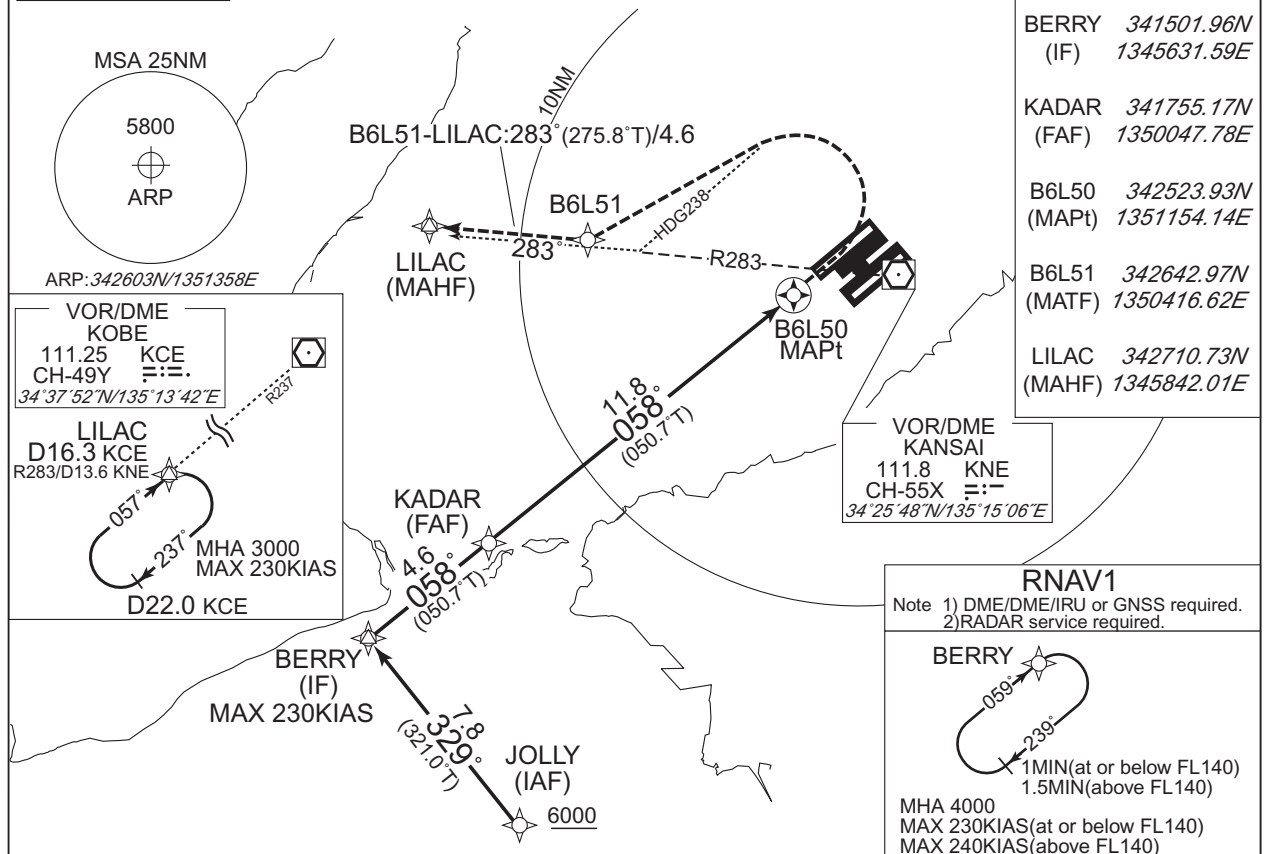 MSA 25NM
5800
ARP
ARP:342603N/1351358E
10NM
B6L51-LILAC:283°(275.8°T)/4.6
B6L51
HDG238
283°
R283
LILAC
(MAHF)
B6L50
MAPt
11.8
058°
(050.7°T)
KADAR
(FAF)
4.6
058°
(050.7°T)
BERRY
(IF)
MAX 230KIAS
7.8
329°
(321.0°T)
JOLLY
(IAF)
6000
VOR/DME
KOBE
111.25 KCE
CH-49Y
34°37´52˝N/135°13´42˝E
R237
LILAC
D16.3 KCE
R283/D13.6 KNE
057°
237°
MHA 3000
MAX 230KIAS
D22.0 KCE
VOR/DME
KANSAI
111.8 KNE
CH-55X
34°25´48˝N/135°15´06˝E
BERRY 341501.96N
(IF) 1345631.59E
KADAR 341755.17N
(FAF) 1350047.78E
B6L50 342523.93N
(MAPt) 1351154.14E
B6L51 342642.97N
(MATF) 1350416.62E
LILAC 342710.73N
(MAHF) 1345842.01E
RNAV1
Note 1) DME/DME/IRU or GNSS required.
2)RADAR service required.
BERRY
059°
239°
1MIN(at or below FL140)
1.5MIN(above FL140)
MHA 4000
MAX 230KIAS(at or below FL140)
MAX 240KIAS(above FL140)